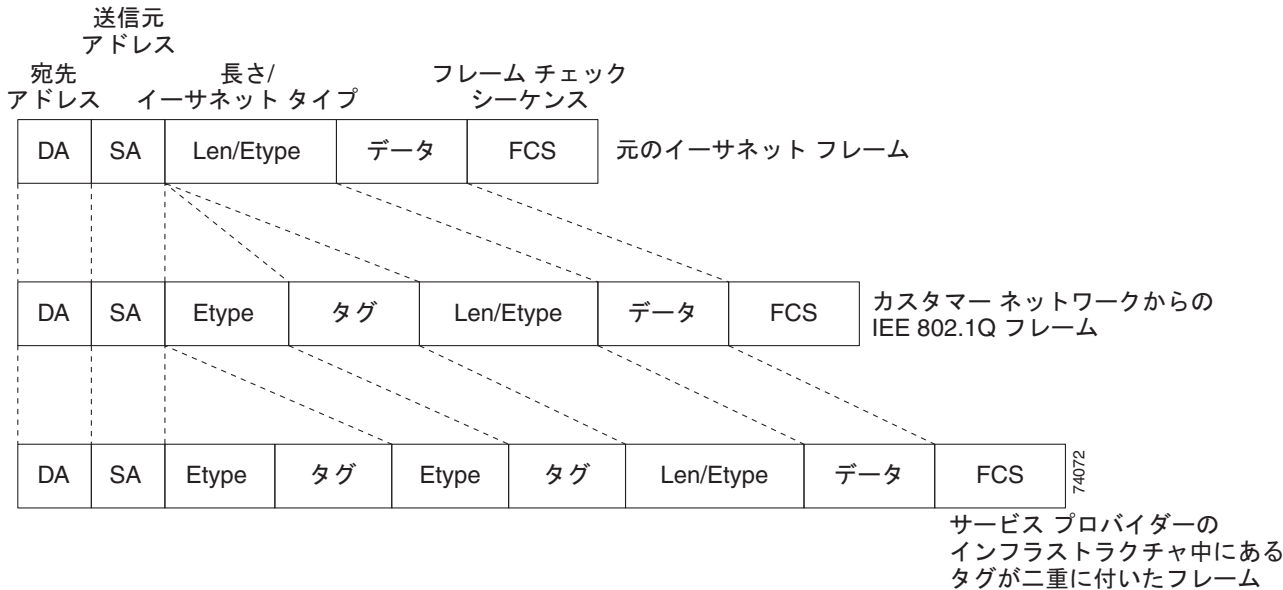 送信元
アドレス
宛先
アドレス
長さ/
イーサネット タイプ
フレーム チェック
シーケンス
DA SA Len/Etype データ FCS 元のイーサネット フレーム
DA SA Etype タグ Len/Etype データ FCS カスタマー ネットワークからの
IEE 802.1Q フレーム
DA SA Etype タグ Etype タグ Len/Etype データ FCS 74072
サービス プロバイダーの
インフラストラクチャ中にある
タグが二重に付いたフレーム